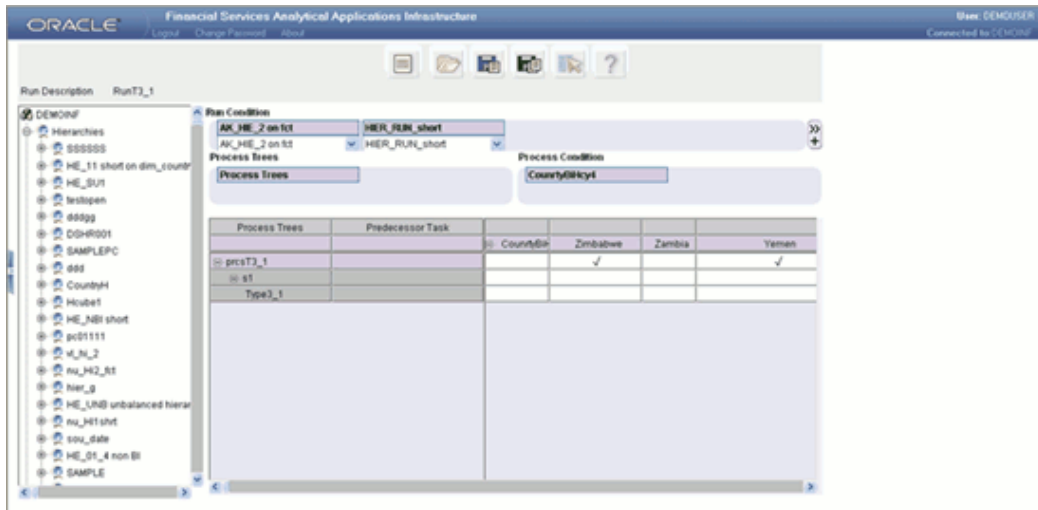 ORACLE
Financial Services Analytical Applications Infrastructure
Logout Change Password About
User: DEMOUSER
Connected to: DEMOINF
Run Description RunT3_1
DEMOINF
Hierarchies
SSSSSS
HE_11 short on dim_countr
HE_SU1
testopen
dddgg
DSHR001
SAMPLEPC
ddd
CountryH
Hcube1
HE_NBI short
pc01111
vl_hi_2
nu_Hi2_fct
hier_g
HE_UNB unbalanced hierar
nu_HI1shrt
sou_date
HE_01_4 non BI
SAMPLE
Run Condition
AK_HIE_2 on fct HIER_RUN_short
AK_HIE_2 on fct HIER_RUN_short
Process Trees Process Condition
Process Trees CounrtyBIHcy4
Process Trees Predecessor Task
CounrtyBIH Zimbabwe Zambia Yemen
prcsT3_1 √ √
s1
Type3_1